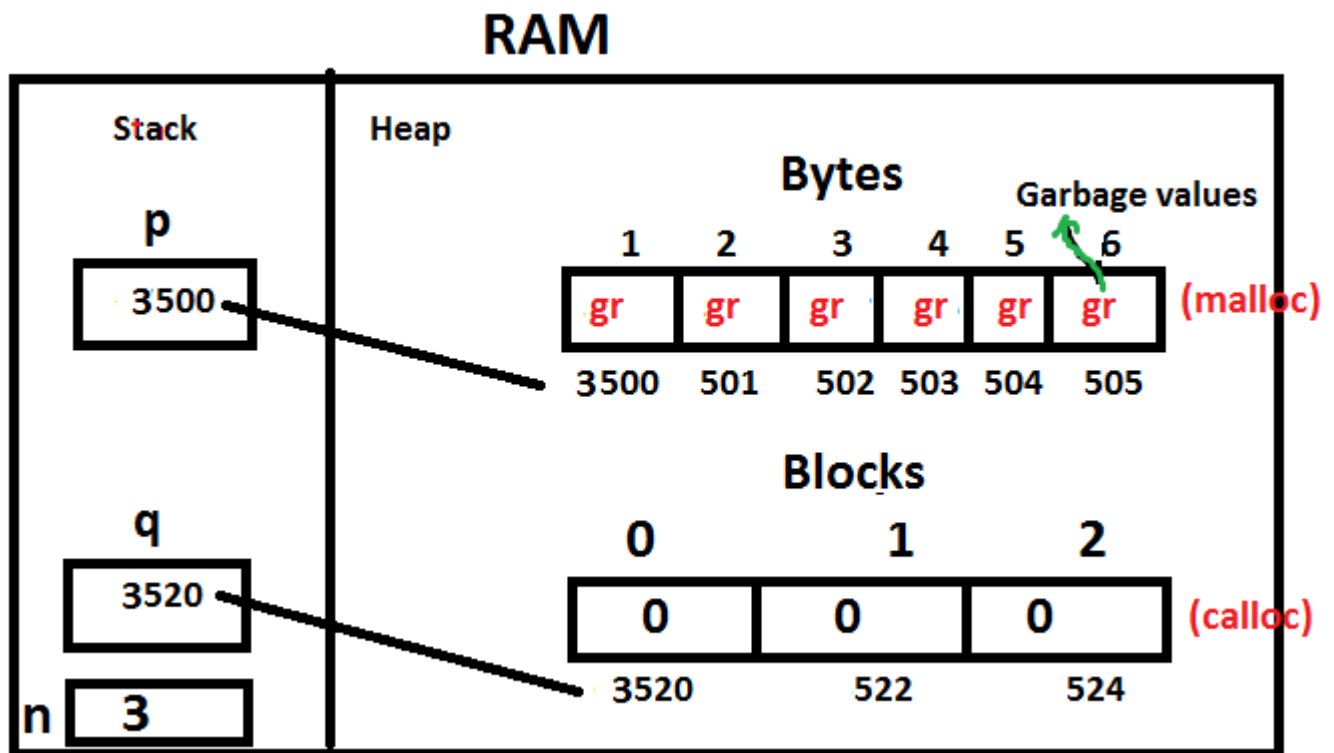 RAM
Stack
Heap
Bytes
Garbage values
p
1 2 3 4 5 6
3500
gr gr gr gr gr gr (malloc)
3500 501 502 503 504 505
Blocks
q
0 1 2
3520
0 0 0 (calloc)
3520 522 524
n 3